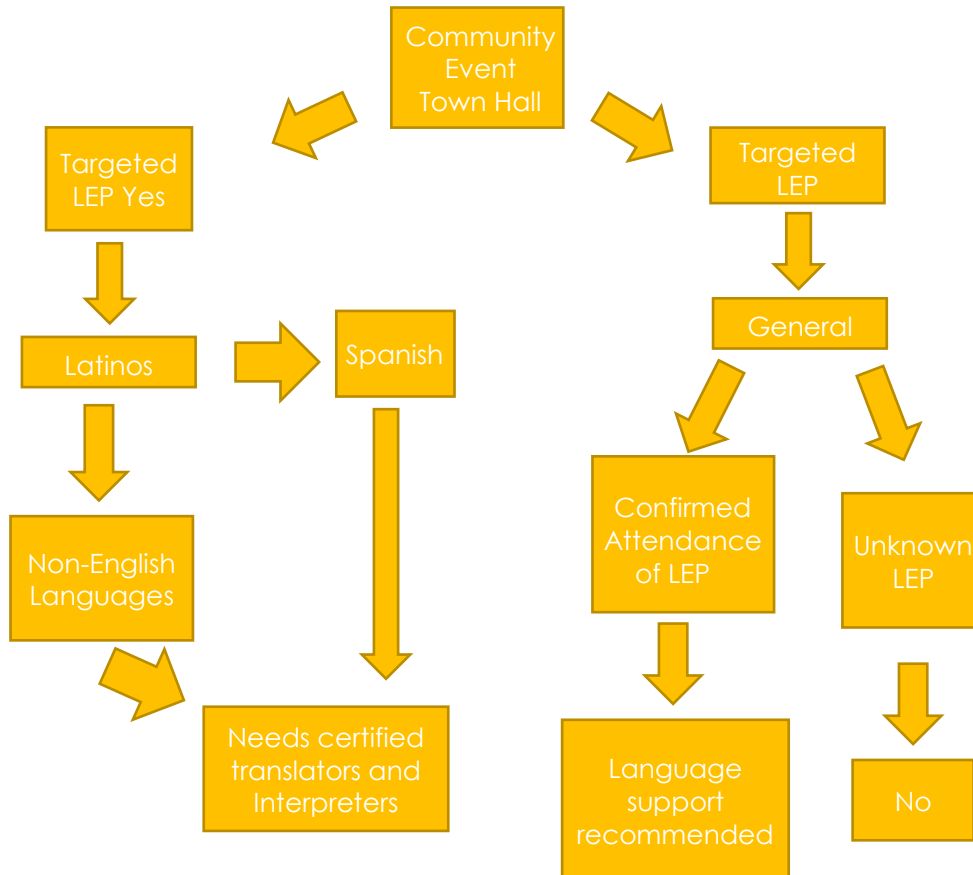 Community
Event
Town Hall
Targeted
LEP Yes
Targeted
LEP
General
Latinos
Spanish
Confirmed
Attendance
of LEP
Unknown
LEP
Non-English
Languages
Needs certified
translators and
Interpreters
Language
support
recommended
No